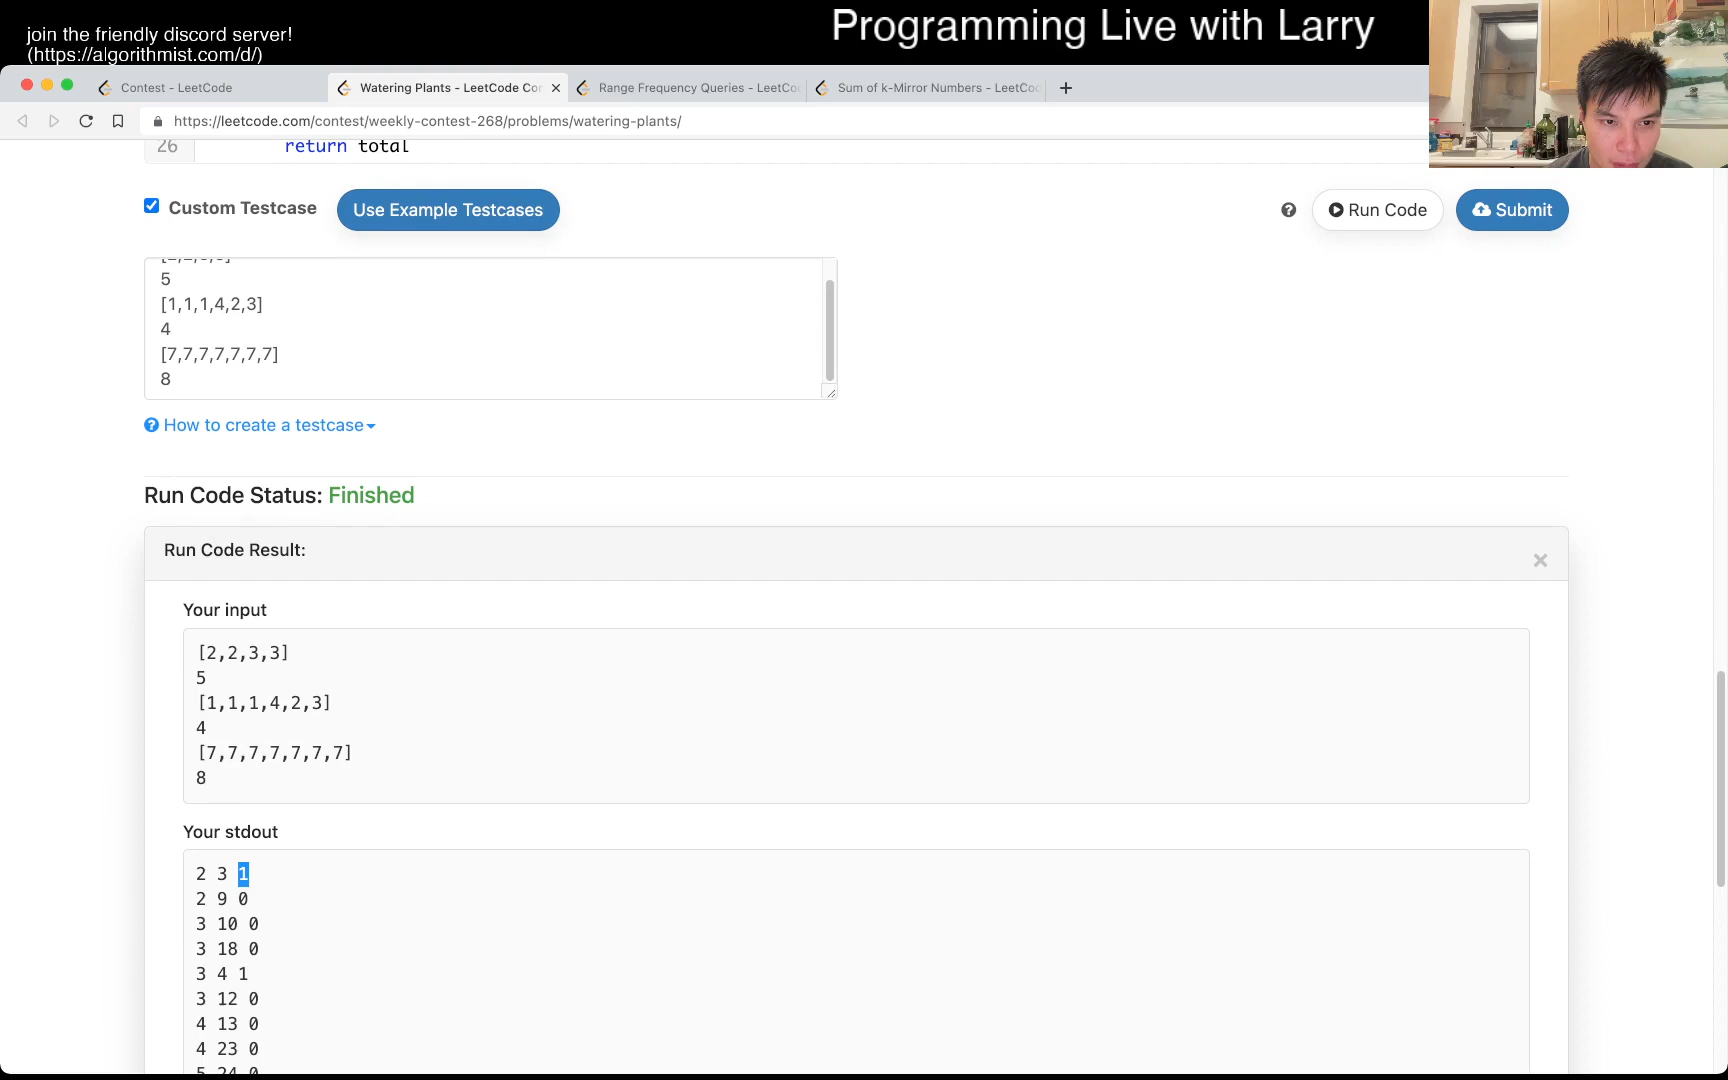 join the friendly discord server!
(https://algorithmist.com/d/)
Programming Live with Larry
Contest - LeetCode
Watering Plants - LeetCode Con
Range Frequency Queries - LeetCo
Sum of k-Mirror Numbers - LeetCo
https://leetcode.com/contest/weekly-contest-268/problems/watering-plants/
26 return total
Custom Testcase
Use Example Testcases
Run Code
Submit
5
[1,1,1,4,2,3]
4
[7,7,7,7,7,7,7]
8
How to create a testcase
Run Code Status: Finished
Run Code Result:
Your input
[2,2,3,3]
5
[1,1,1,4,2,3]
4
[7,7,7,7,7,7,7]
8
Your stdout
2 3 1
2 9 0
3 10 0
3 18 0
3 4 1
3 12 0
4 13 0
4 23 0
5 24 0